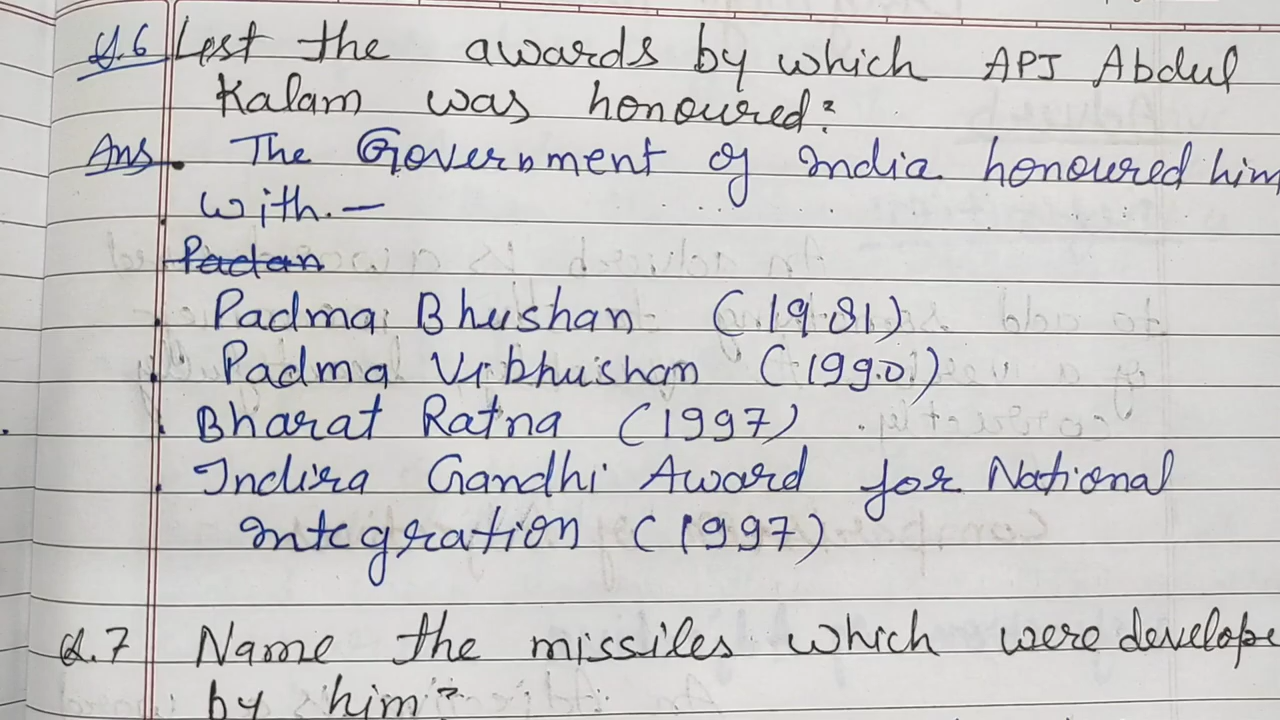 Q.6 Lest the awards by which APJ Abdul
Kalam was honoured?
Ans. The Government of India honoured him
with. —
Padan
Padma Bhushan (1981)
Padma Vibhushan (1990)
Bharat Ratna (1997)
Indira Gandhi Award for National
Integration (1997)
Q.7 Name the missiles which were develope
by him?